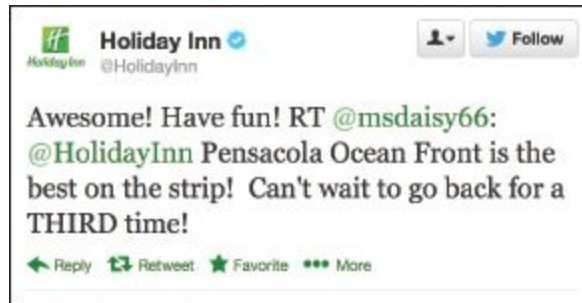 Holiday Inn
Follow
Holiday Inn
@HolidayInn
Awesome! Have fun! RT @msdaisy66:
@HolidayInn Pensacola Ocean Front is the
best on the strip!  Can't wait to go back for a
THIRD time!
Reply Retweet Favorite More